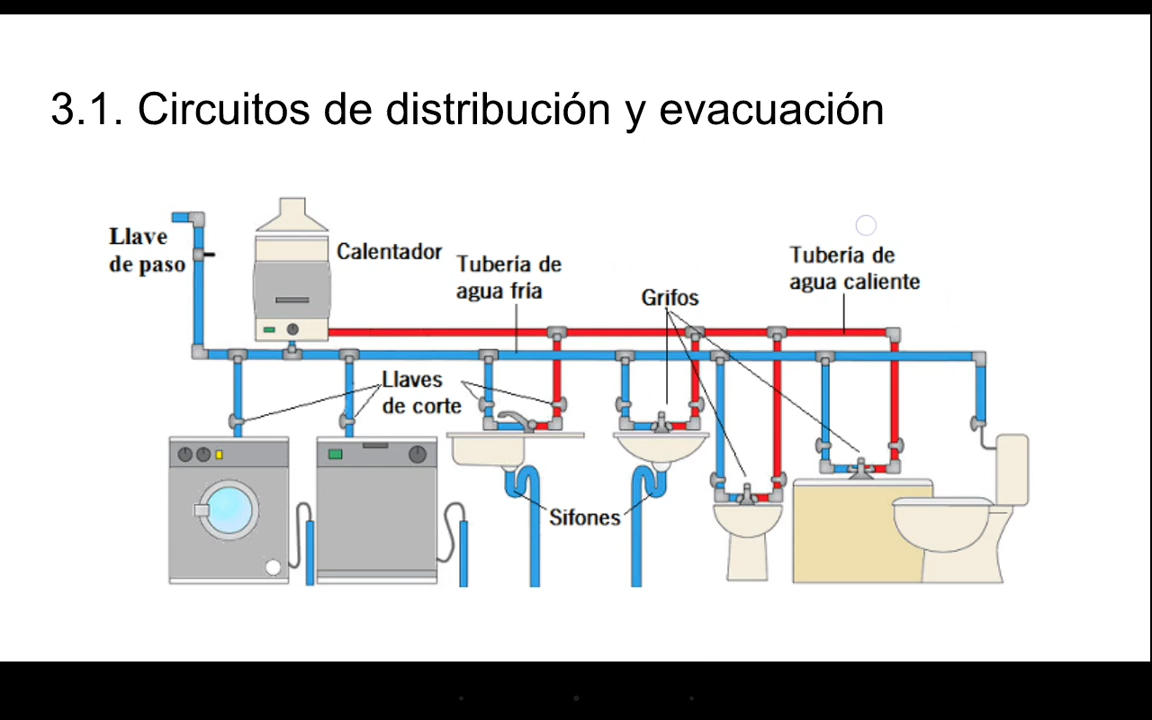 3.1. Circuitos de distribución y evacuación
Llave
de paso
Calentador
Tubería de
agua fría
Grifos
Tubería de
agua caliente
Llaves
de corte
Sifones